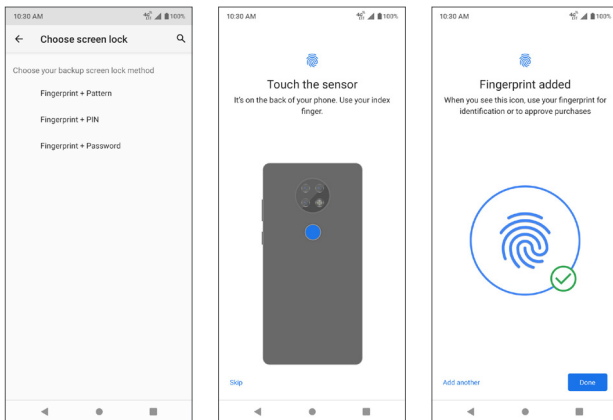 10:30 AM
100%
Choose screen lock
Choose your backup screen lock method
Fingerprint + Pattern
Fingerprint + PIN
Fingerprint + Password
10:30 AM
100%
Touch the sensor
It's on the back of your phone. Use your index
finger.
Skip
10:30 AM
100%
Fingerprint added
When you see this icon, use your fingerprint for
identification or to approve purchases
Add another
Done